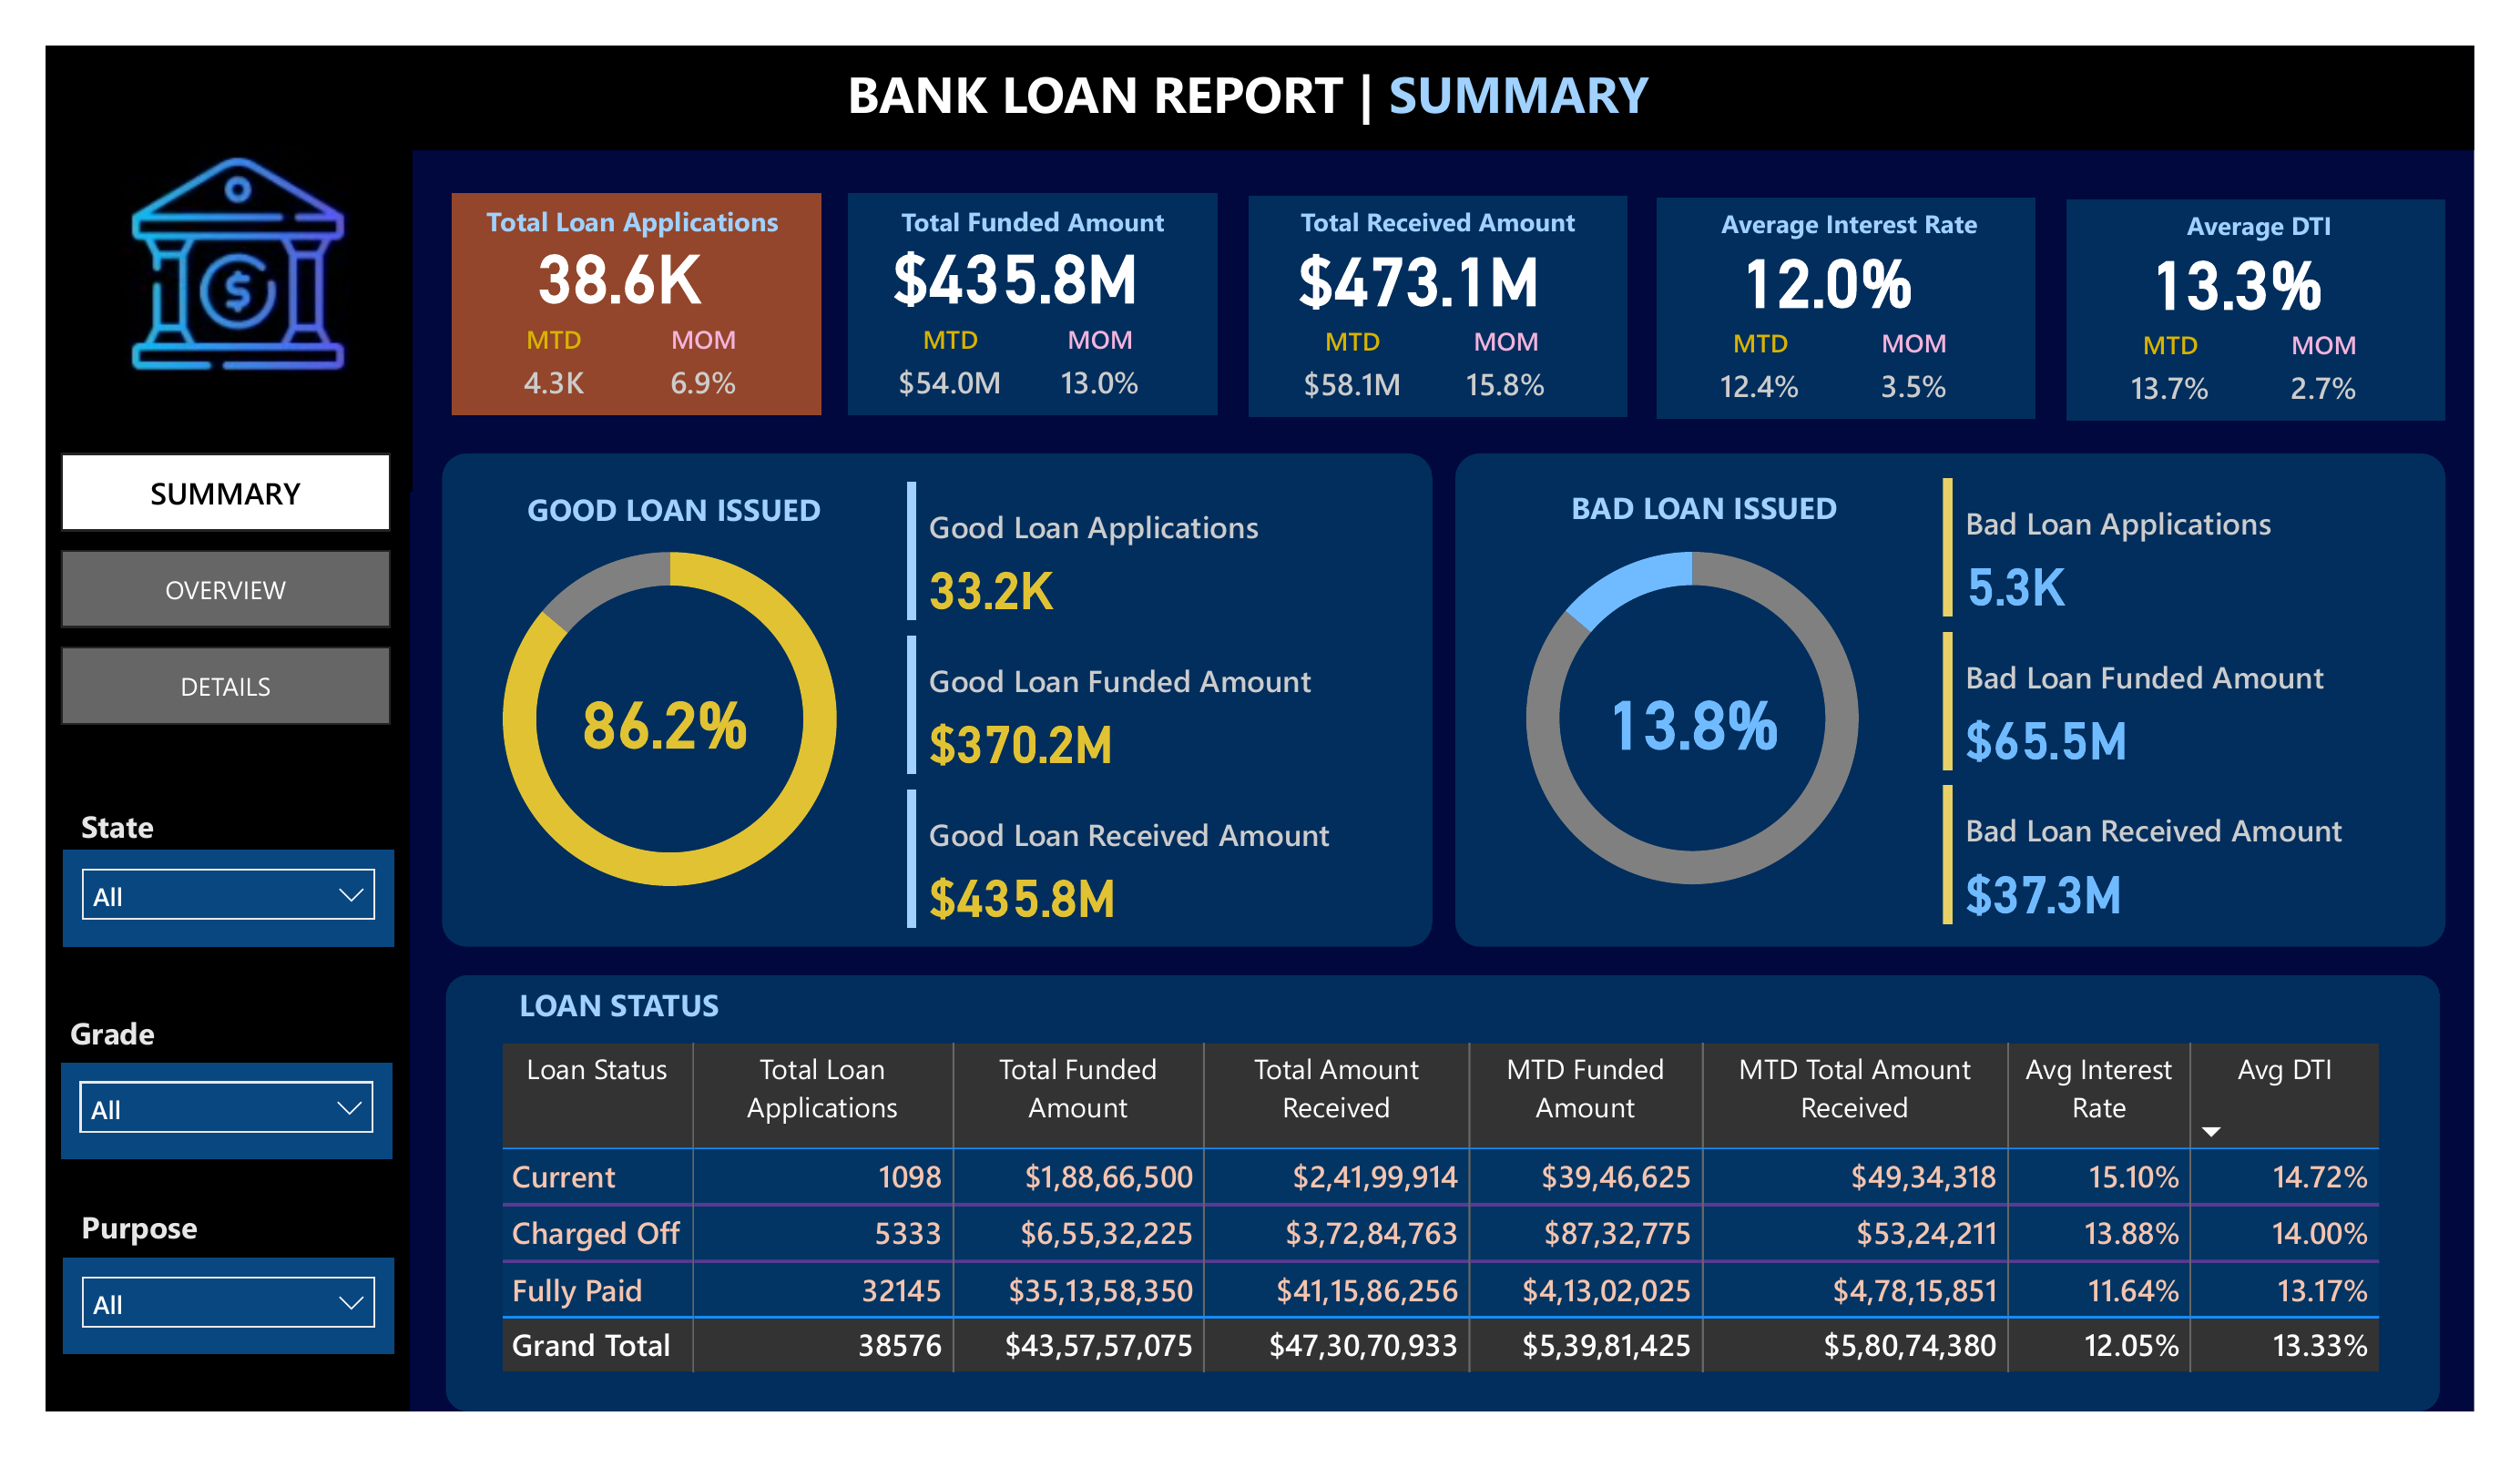 BANK LOAN REPORT | SUMMARY
$
Total Loan Applications
38.6K
MTD MOM
4.3K 6.9%
Total Funded Amount
$435.8M
MTD MOM
$54.0M 13.0%
Total Received Amount
$473.1M
MTD MOM
$58.1M 15.8%
Average Interest Rate
12.0%
MTD MOM
12.4% 3.5%
Average DTI
13.3%
MTD MOM
13.7% 2.7%
SUMMARY
OVERVIEW
DETAILS
State
All
Grade
All
Purpose
All
GOOD LOAN ISSUED
86.2%
Good Loan Applications
33.2K
Good Loan Funded Amount
$370.2M
Good Loan Received Amount
$435.8M
BAD LOAN ISSUED
13.8%
Bad Loan Applications
5.3K
Bad Loan Funded Amount
$65.5M
Bad Loan Received Amount
$37.3M
LOAN STATUS
Loan Status Total Loan Total Funded Total Amount MTD Funded MTD Total Amount Avg Interest Avg DTI
Applications Amount Received Amount Received Rate
Current 1098 $1,88,66,500 $2,41,99,914 $39,46,625 $49,34,318 15.10% 14.72%
Charged Off 5333 $6,55,32,225 $3,72,84,763 $87,32,775 $53,24,211 13.88% 14.00%
Fully Paid 32145 $35,13,58,350 $41,15,86,256 $4,13,02,025 $4,78,15,851 11.64% 13.17%
Grand Total 38576 $43,57,57,075 $47,30,70,933 $5,39,81,425 $5,80,74,380 12.05% 13.33%